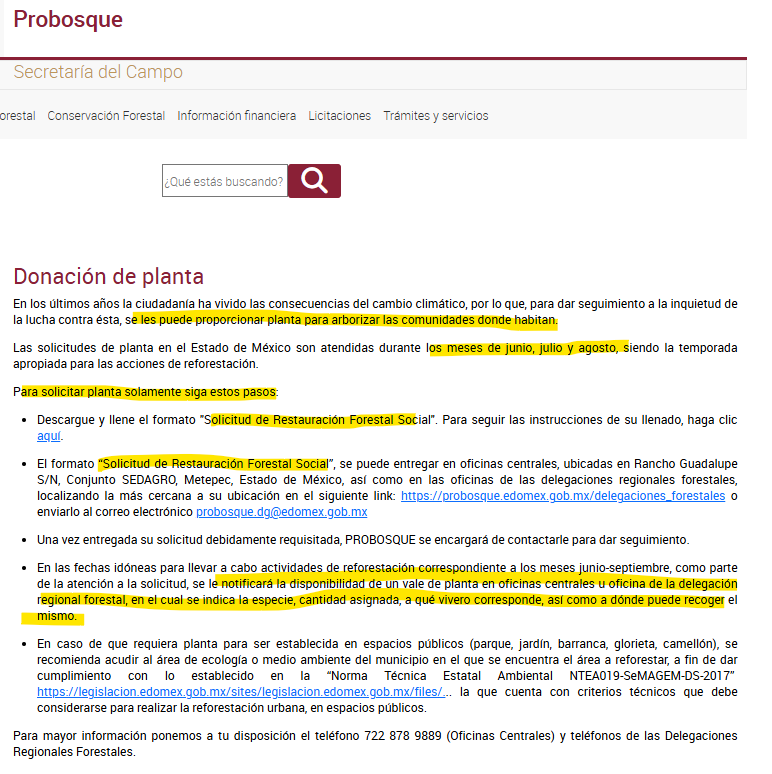 Probosque
Secretaría del Campo
orestal Conservación Forestal Información financiera Licitaciones Trámites y servicios
¿Qué estás buscando?
Donación de planta
En los últimos años la ciudadanía ha vivido las consecuencias del cambio climático, por lo que, para dar seguimiento a la inquietud de
la lucha contra ésta, se les puede proporcionar planta para arborizar las comunidades donde habitan.
Las solicitudes de planta en el Estado de México son atendidas durante los meses de junio, julio y agosto, siendo la temporada
apropiada para las acciones de reforestación.
Para solicitar planta solamente siga estos pasos:
• Descargue y llene el formato "Solicitud de Restauración Forestal Social". Para seguir las instrucciones de su llenado, haga clic
aquí.
• El formato “Solicitud de Restauración Forestal Social”, se puede entregar en oficinas centrales, ubicadas en Rancho Guadalupe
S/N, Conjunto SEDAGRO, Metepec, Estado de México, así como en las oficinas de las delegaciones regionales forestales,
localizando la más cercana a su ubicación en el siguiente link: https://probosque.edomex.gob.mx/delegaciones_forestales o
enviarlo al correo electrónico probosque.dg@edomex.gob.mx
• Una vez entregada su solicitud debidamente requisitada, PROBOSQUE se encargará de contactarle para dar seguimiento.
• En las fechas idóneas para llevar a cabo actividades de reforestación correspondiente a los meses junio-septiembre, como parte
de la atención a la solicitud, se le notificará la disponibilidad de un vale de planta en oficinas centrales u oficina de la delegación
regional forestal, en el cual se indica la especie, cantidad asignada, a qué vivero corresponde, así como a dónde puede recoger el
mismo.
• En caso de que requiera planta para ser establecida en espacios públicos (parque, jardín, barranca, glorieta, camellón), se
recomienda acudir al área de ecología o medio ambiente del municipio en el que se encuentra el área a reforestar, a fin de dar
cumplimiento con lo establecido en la “Norma Técnica Estatal Ambiental NTEA019-SeMAGEM-DS-2017”
https://legislacion.edomex.gob.mx/sites/legislacion.edomex.gob.mx/files/... la que cuenta con criterios técnicos que debe
considerarse para realizar la reforestación urbana, en espacios públicos.
Para mayor información ponemos a tu disposición el teléfono 722 878 9889 (Oficinas Centrales) y teléfonos de las Delegaciones
Regionales Forestales.